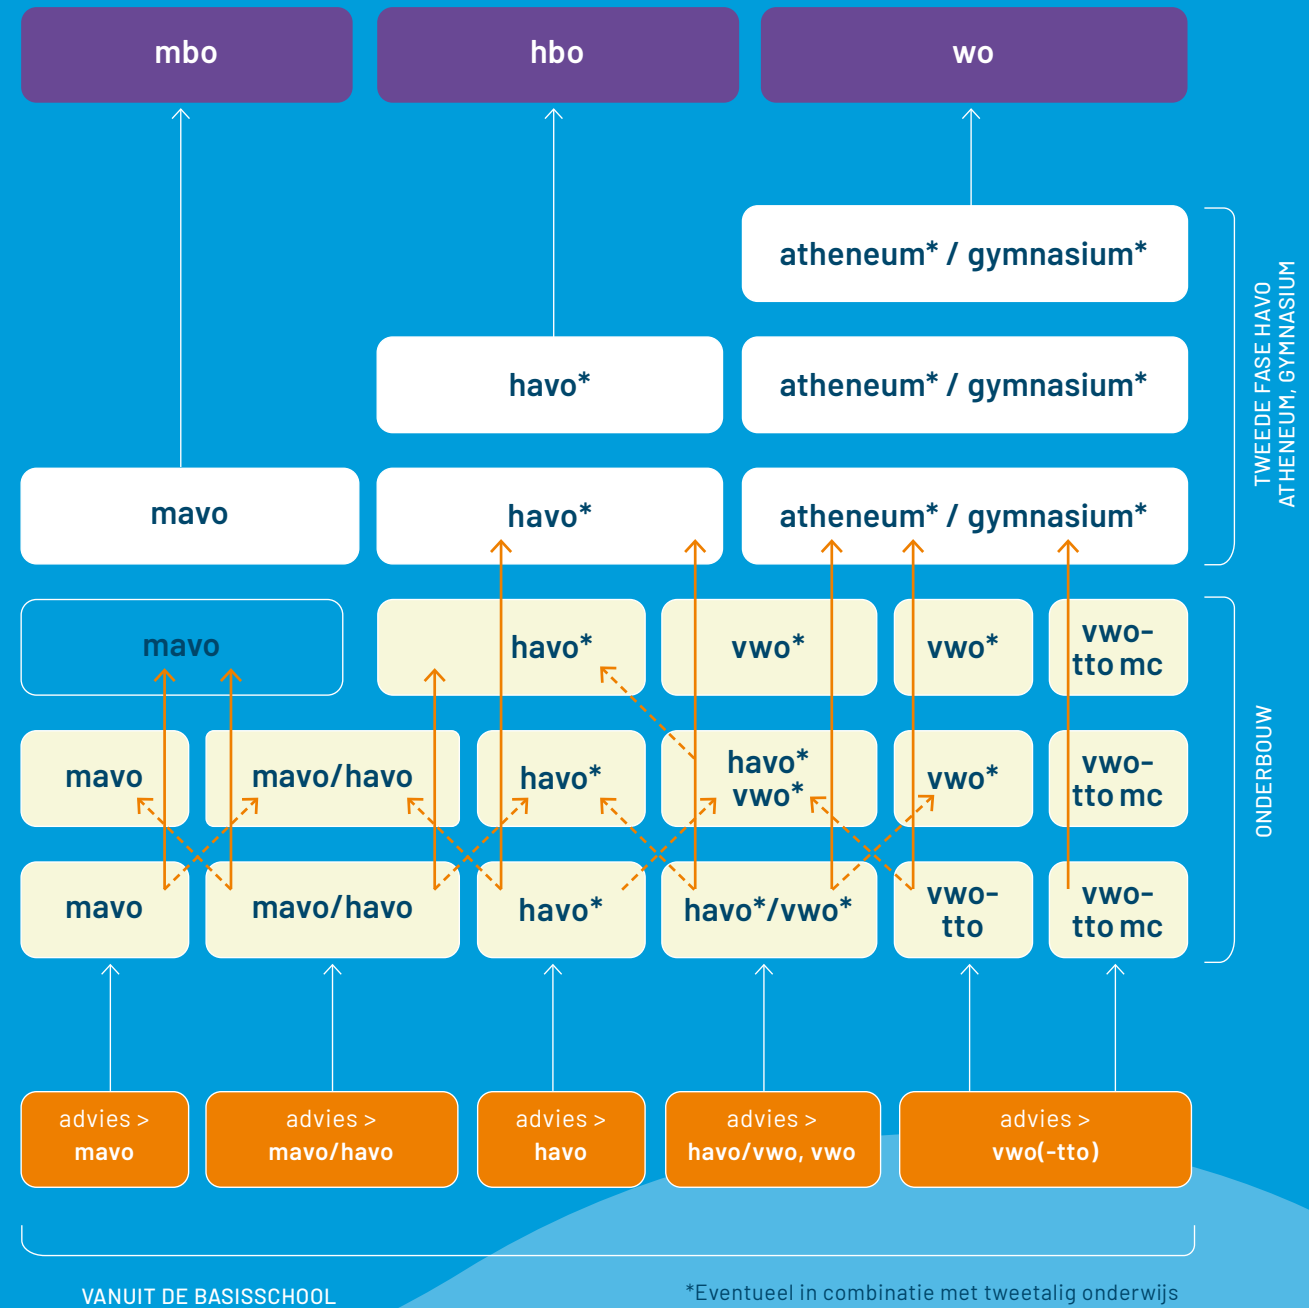 mbo
hbo
wo
atheneum* / gymnasium*
havo*
atheneum* / gymnasium*
mavo
havo*
atheneum* / gymnasium*
TWEEDE FASE HAVO
ATHENEUM, GYMNASIUM
mavo
havo*
vwo*
vwo*
vwo-
tto mc
mavo
mavo/havo
havo*
havo*
vwo*
vwo*
vwo-
tto mc
mavo
mavo/havo
havo*
havo*/vwo*
vwo-
tto
vwo-
tto mc
ONDERBOUW
advies >
mavo
advies >
mavo/havo
advies >
havo
advies >
havo/vwo, vwo
advies >
vwo(-tto)
VANUIT DE BASISSCHOOL
*Eventueel in combinatie met tweetalig onderwijs